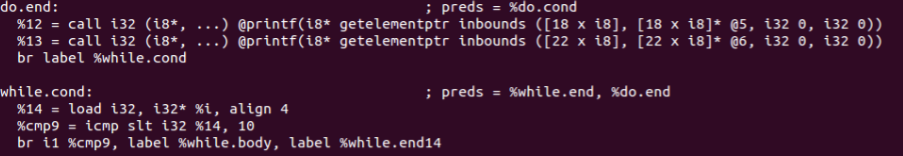 do.end: ; preds = %do.cond
%12 = call i32 (i8*, ...) @printf(i8* getelementptr inbounds ([18 x i8], [18 x i8]* @5, i32 0, i32 0))
%13 = call i32 (i8*, ...) @printf(i8* getelementptr inbounds ([22 x i8], [22 x i8]* @6, i32 0, i32 0))
br label %while.cond
while.cond: ; preds = %while.end, %do.end
%14 = load i32, i32* %i, align 4
%cmp9 = icmp slt i32 %14, 10
br i1 %cmp9, label %while.body, label %while.end14